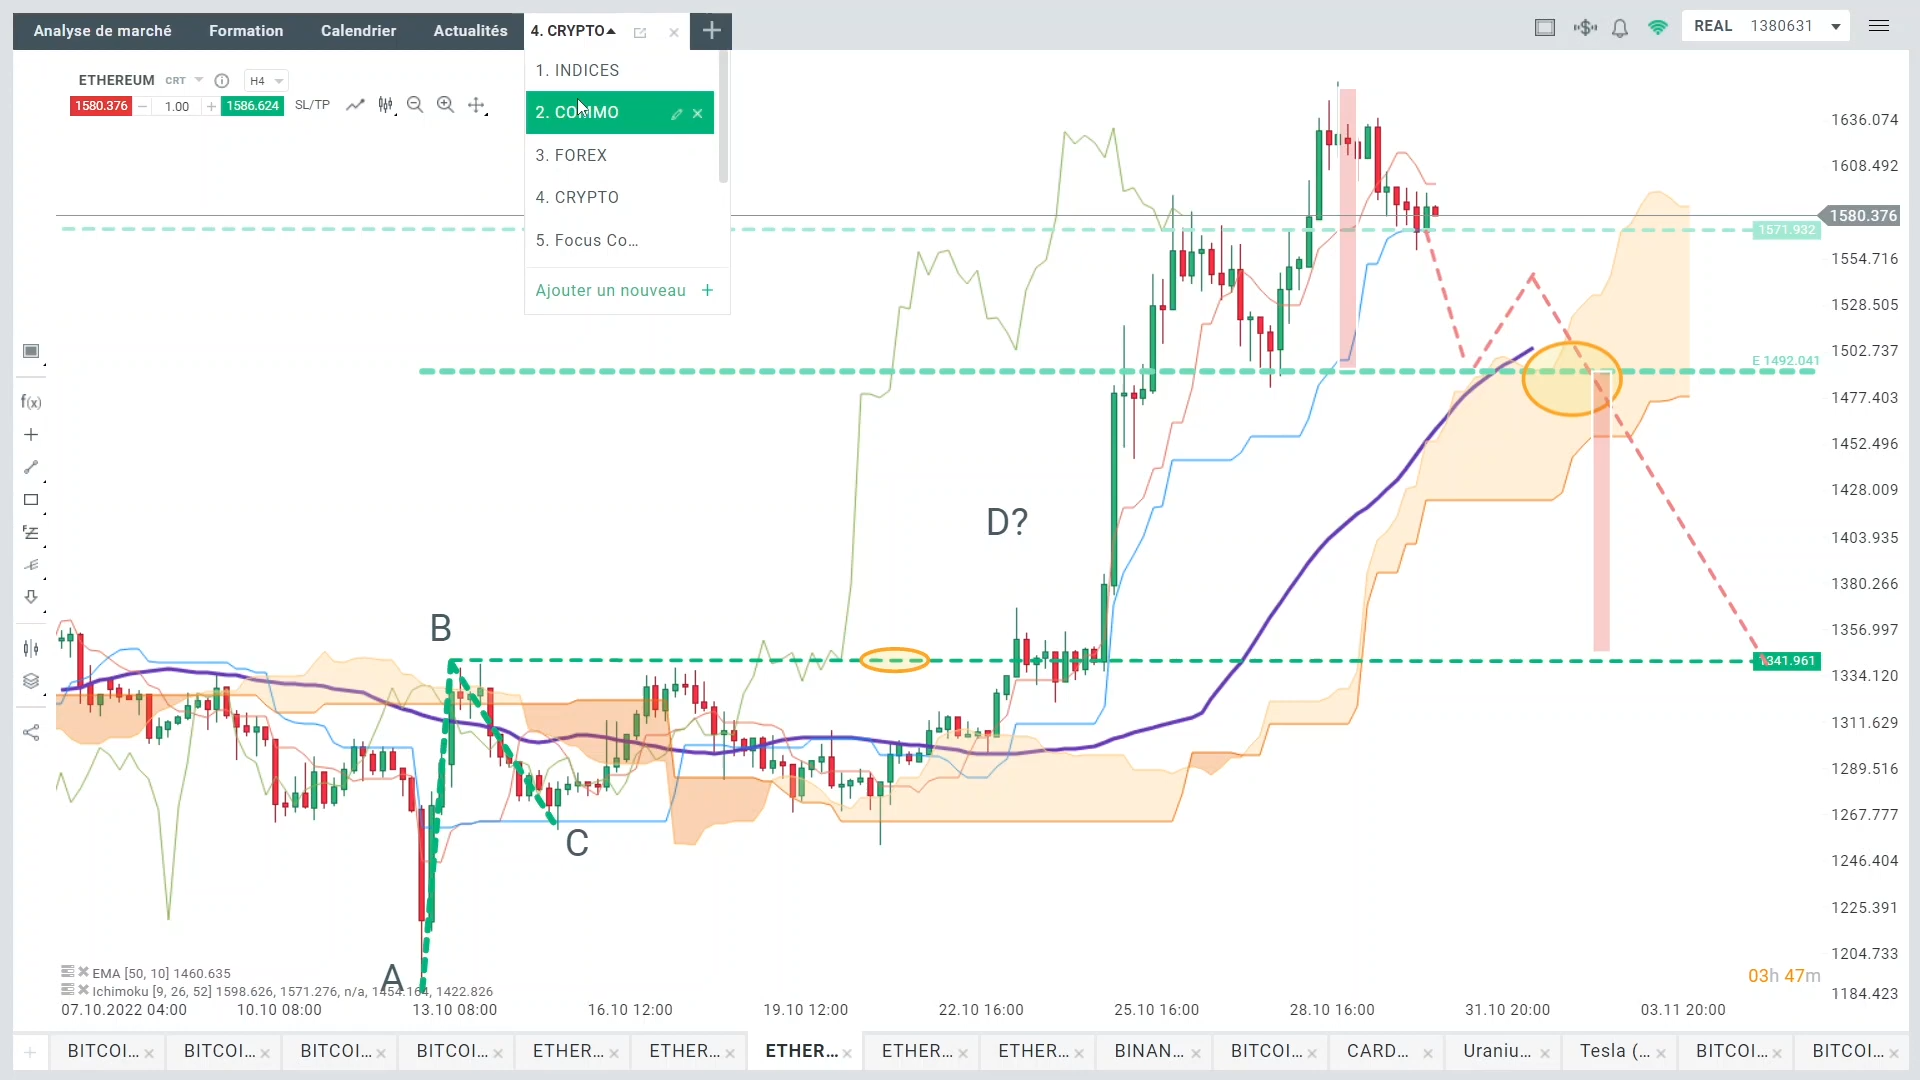 Analyse de marché Formation Calendrier Actualités 4. CRYPTO
REAL 1380631
1. INDICES
2. COMMO
3. FOREX
4. CRYPTO
5. Focus Co...
Ajouter un nouveau +
ETHEREUM CRT H4
1580.376 1.00 1586.624 SL/TP
f(x)
1636.074
1608.492
1580.376
1571.932
1554.716
1528.505
E 1492.041
1502.737
1477.403
1452.496
1428.009
1403.935
1380.266
1356.997
1341.961
1334.120
1311.629
1289.516
1267.777
1246.404
1225.391
1204.733
1184.423
D?
B
C
A
03h 47m
EMA [50, 10] 1460.635
Ichimoku [9, 26, 52] 1598.626, 1571.276, n/a, 1454.164, 1422.826
07.10.2022 04:00 10.10 08:00 13.10 08:00 16.10 12:00 19.10 12:00 22.10 16:00 25.10 16:00 28.10 16:00 31.10 20:00 03.11 20:00
BITCOI... BITCOI... BITCOI... BITCOI... ETHER... ETHER... ETHER... ETHER... ETHER... BINAN... BITCOI... CARD... Uraniu... Tesla (... BITCOI... BITCOI...